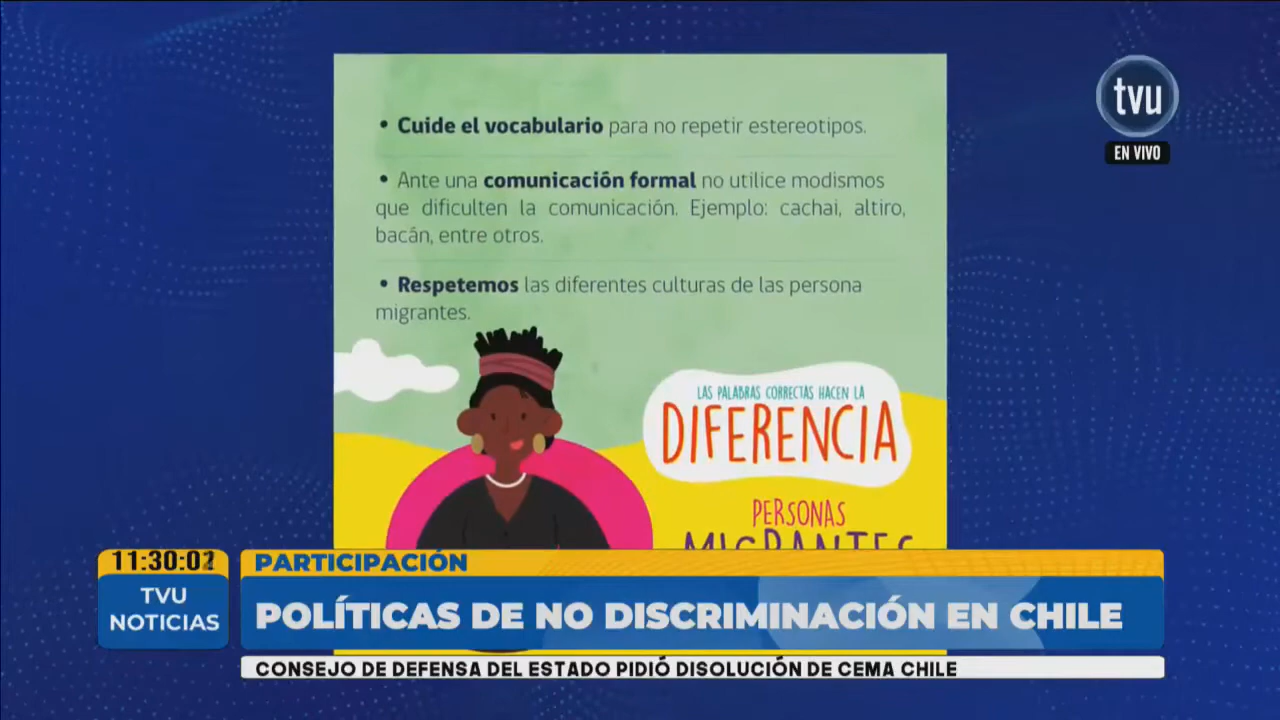 • Cuide el vocabulario para no repetir estereotipos.
• Ante una comunicación formal no utilice modismos
que dificulten la comunicación. Ejemplo: cachai, altiro,
bacán, entre otros.
• Respetemos las diferentes culturas de las persona
migrantes.
LAS PALABRAS CORRECTAS HACEN LA
DIFERENCIA
PERSONAS
MIGRANTES
tvu
EN VIVO
11:30:02
TVU
NOTICIAS
PARTICIPACIÓN
POLÍTICAS DE NO DISCRIMINACIÓN EN CHILE
CONSEJO DE DEFENSA DEL ESTADO PIDIÓ DISOLUCIÓN DE CEMA CHILE